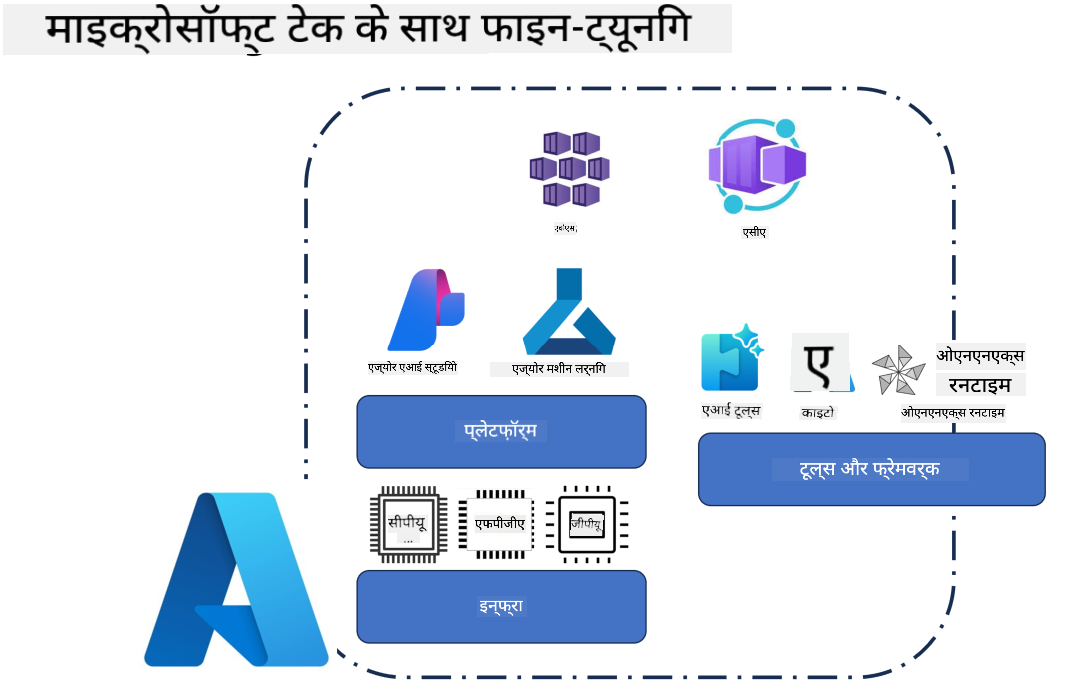 माइक्रोसॉफ्ट टेक के साथ फाइन-ट्यूनिंग
एसीए
एज्योर एआई स्टूडियो
एज्योर मशीन लर्निंग
एआई टूल्स
ए
काइटो
ओएनएनएक्स
रनटाइम
ओएनएनएक्स रनटाइम
प्लेटफ़ॉर्म
टूल्स और फ्रेमवर्क
सीपीयू
...
एफपीजीए
जीपीयू
इन्फ्रा